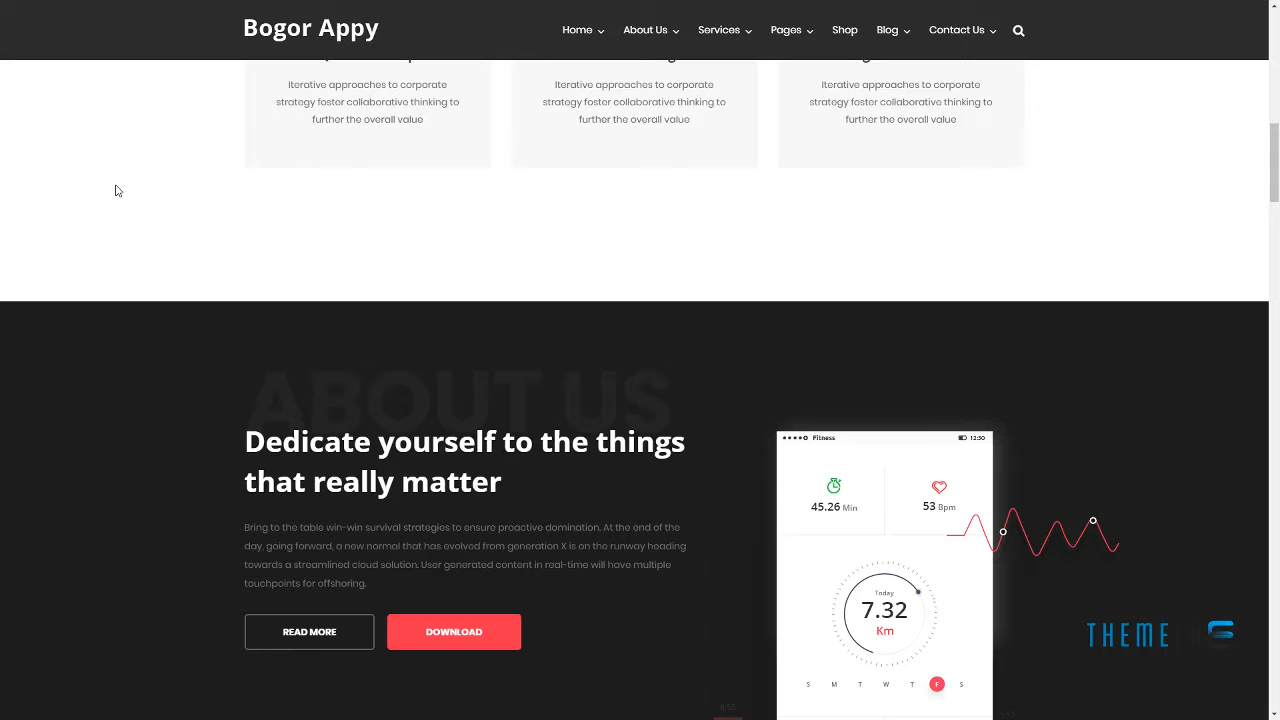 Bogor Appy
Home About Us Services Pages Shop Blog Contact Us
Iterative approaches to corporate
strategy foster collaborative thinking to
further the overall value
Iterative approaches to corporate
strategy foster collaborative thinking to
further the overall value
Iterative approaches to corporate
strategy foster collaborative thinking to
further the overall value
ABOUT US
Dedicate yourself to the things
that really matter
Bring to the table win-win survival strategies to ensure proactive domination. At the end of the
day, going forward, a new normal that has evolved from generation X is on the runway heading
towards a streamlined cloud solution. User generated content in real-time will have multiple
touchpoints for offshoring.
READ MORE DOWNLOAD
Fitness 12:30
45.26 Min 53 Bpm
Today
7.32
Km
S M T W T F S
THEME